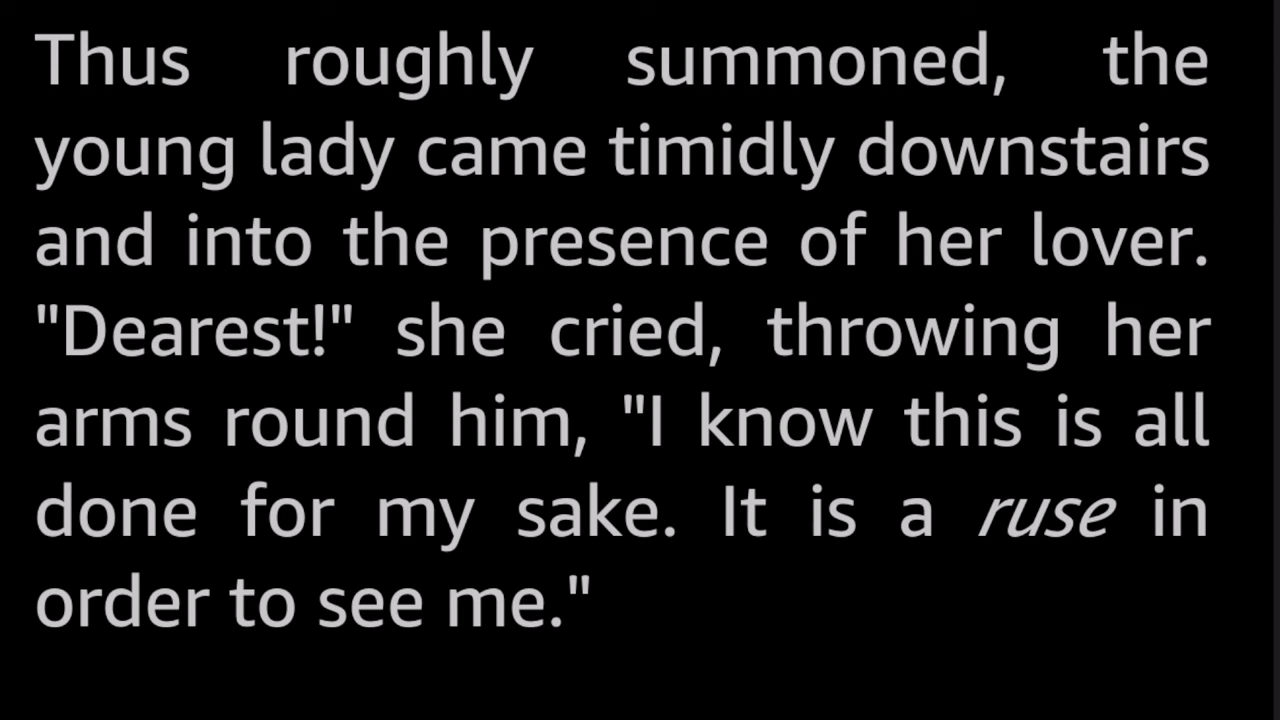 Thus roughly summoned, the
young lady came timidly downstairs
and into the presence of her lover.
"Dearest!" she cried, throwing her
arms round him, "I know this is all
done for my sake. It is a ruse in
order to see me."